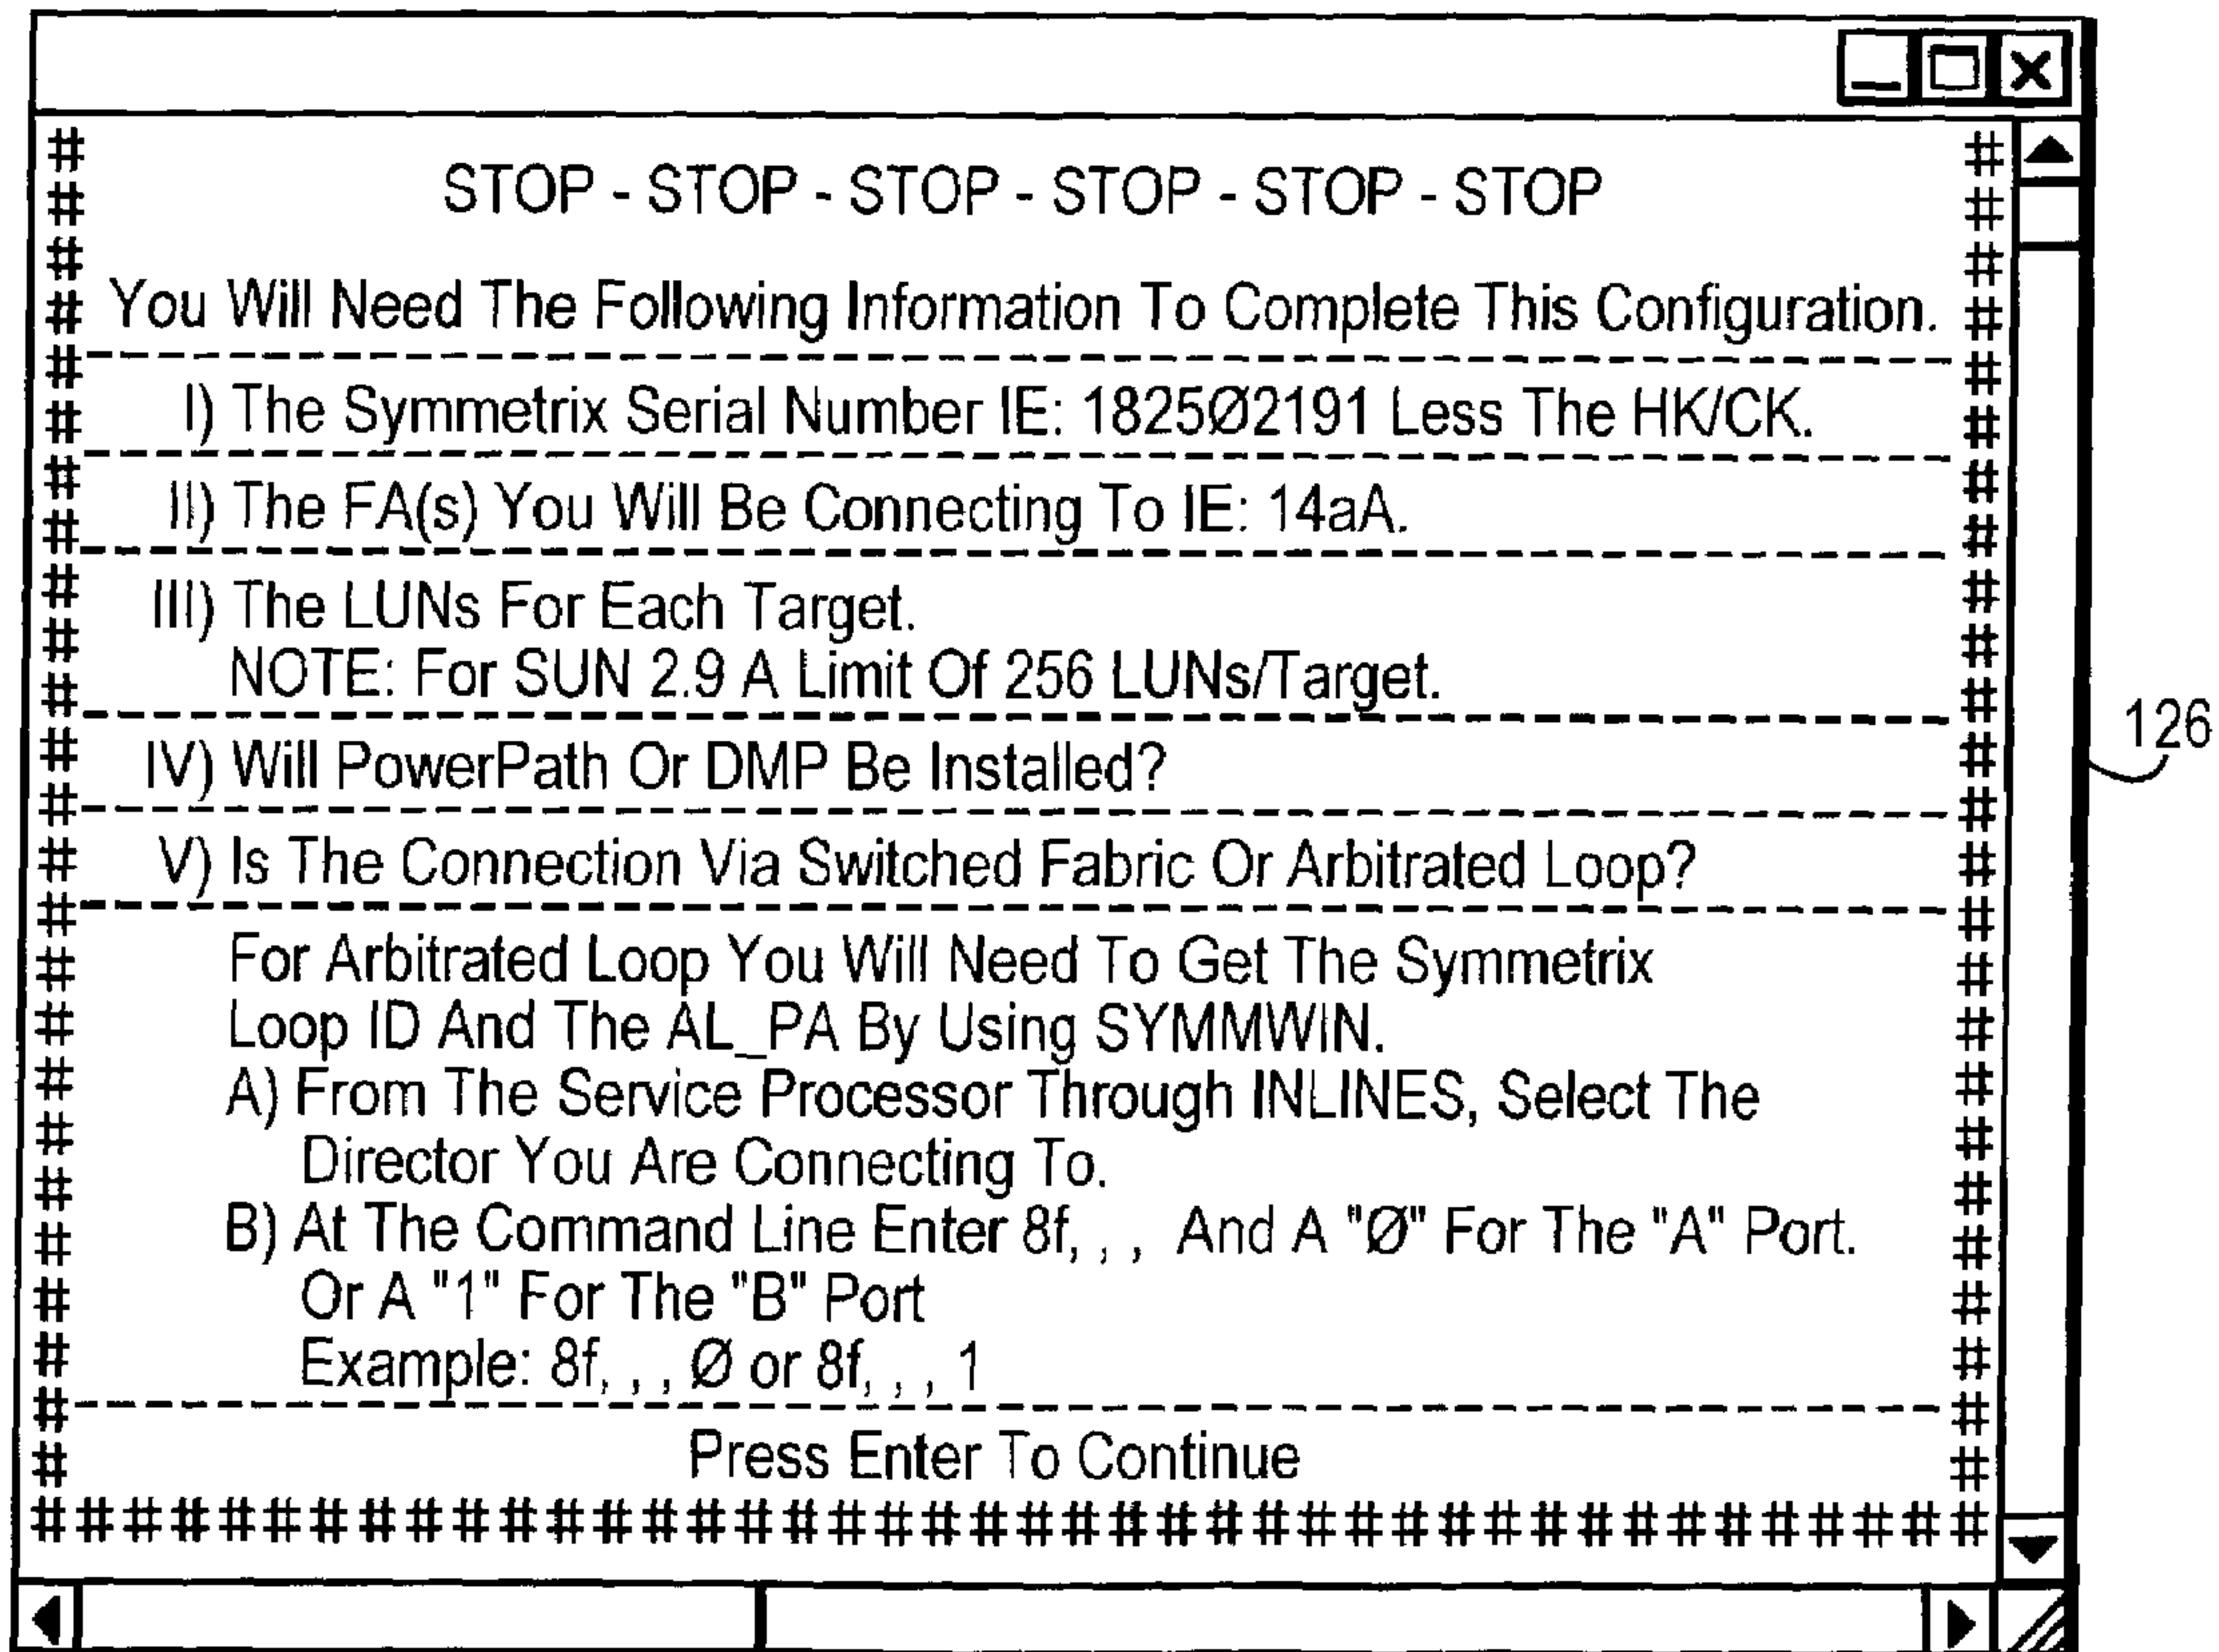 STOP - STOP - STOP - STOP - STOP - STOP
You Will Need The Following Information To Complete This Configuration.
I) The Symmetrix Serial Number IE: 1825Ø2191 Less The HK/CK.
II) The FA(s) You Will Be Connecting To IE: 14aA.
III) The LUNs For Each Target.
NOTE: For SUN 2.9 A Limit Of 256 LUNs/Target.
IV) Will PowerPath Or DMP Be Installed?
V) Is The Connection Via Switched Fabric Or Arbitrated Loop?
For Arbitrated Loop You Will Need To Get The Symmetrix
Loop ID And The AL_PA By Using SYMMWIN.
A) From The Service Processor Through INLINES, Select The
Director You Are Connecting To.
B) At The Command Line Enter 8f, , , And A "Ø" For The "A" Port.
Or A "1" For The "B" Port
Example: 8f, , , Ø or 8f, , , 1
Press Enter To Continue
##########################################
126